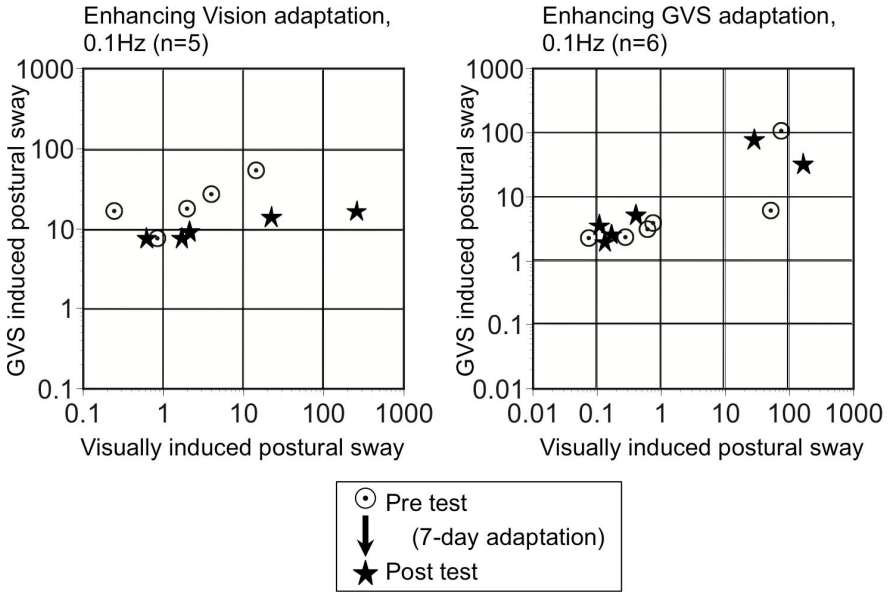 Enhancing Vision adaptation,
0.1Hz (n=5)
1000
100
10
1
0.1
GVS induced postural sway
0.1 1 10 100 1000
Visually induced postural sway
Enhancing GVS adaptation,
0.1Hz (n=6)
1000
100
10
1
0.1
0.01
GVS induced postural sway
0.01 0.1 1 10 100 1000
Visually induced postural sway
Pre test
(7-day adaptation)
Post test